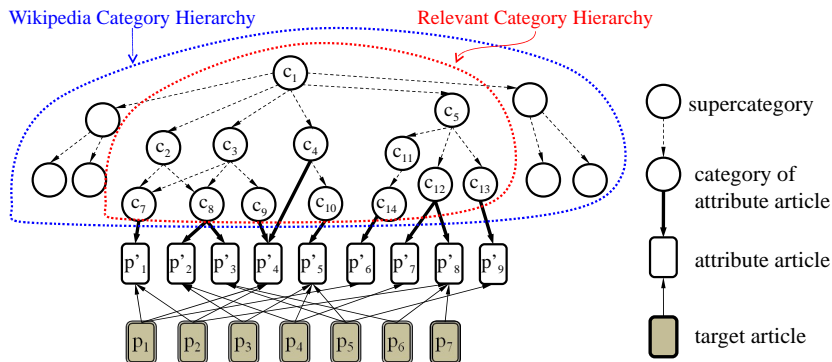 Wikipedia Category Hierarchy
Relevant Category Hierarchy
c1
supercategory
c5
c2
c3
c4
c11
category of
attribute article
c7
c8
c9
c10
c14
c12
c13
p'1
p'2
p'3
p'4
p'5
p'6
p'7
p'8
p'9
attribute article
p1
p2
p3
p4
p5
p6
p7
target article